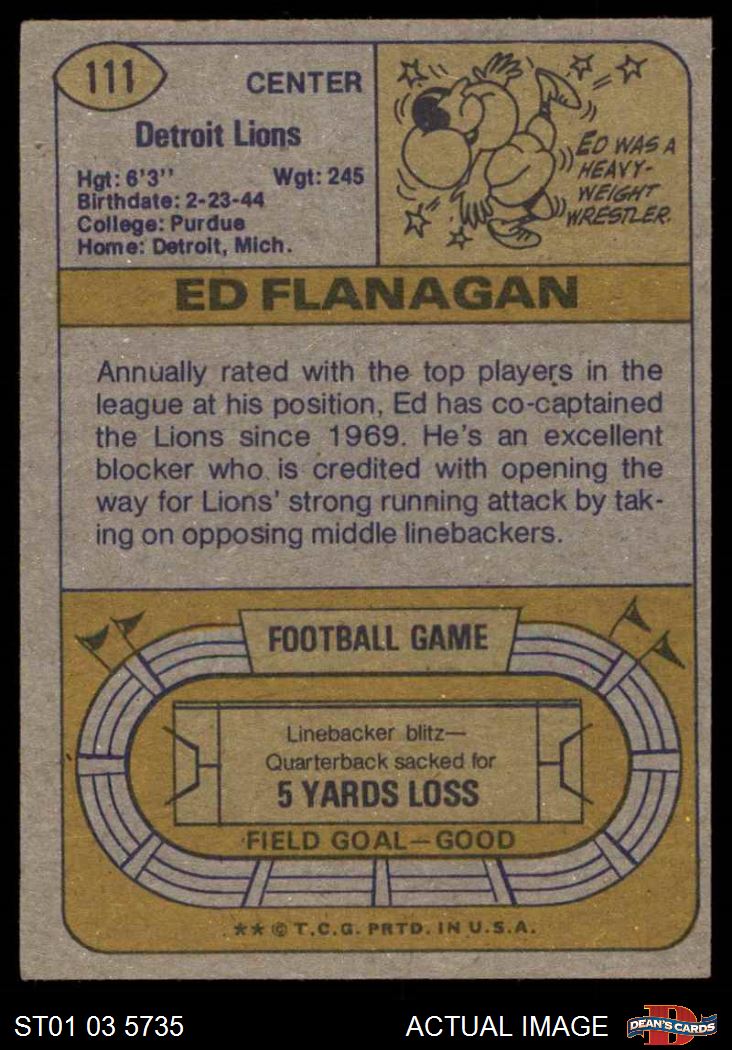 111
CENTER
Detroit Lions
Hgt: 6'3" Wgt: 245
Birthdate: 2-23-44
College: Purdue
Home: Detroit, Mich.
ED WAS A
HEAVY-
WEIGHT
WRESTLER.
ED FLANAGAN
Annually rated with the top players in the
league at his position, Ed has co-captained
the Lions since 1969. He's an excellent
blocker who is credited with opening the
way for Lions' strong running attack by tak-
ing on opposing middle linebackers.
FOOTBALL GAME
Linebacker blitz—
Quarterback sacked for
5 YARDS LOSS
FIELD GOAL—GOOD
** © T.C.G. PRTD. IN U.S.A.
ST01 03 5735
ACTUAL IMAGE
D
DEAN'S CARDS